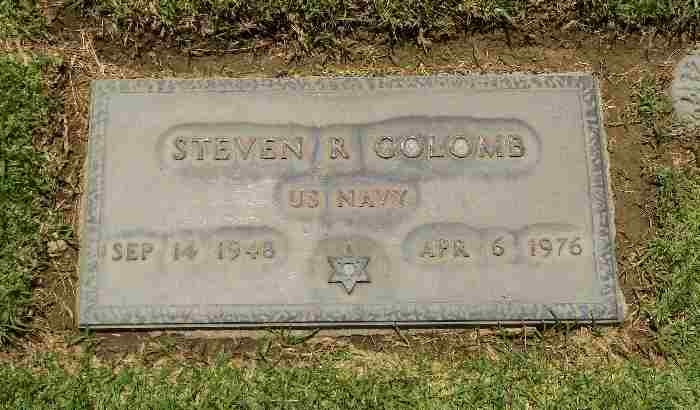 STEVEN R GOLOMB
US NAVY
SEP 14 1948 APR 6 1976